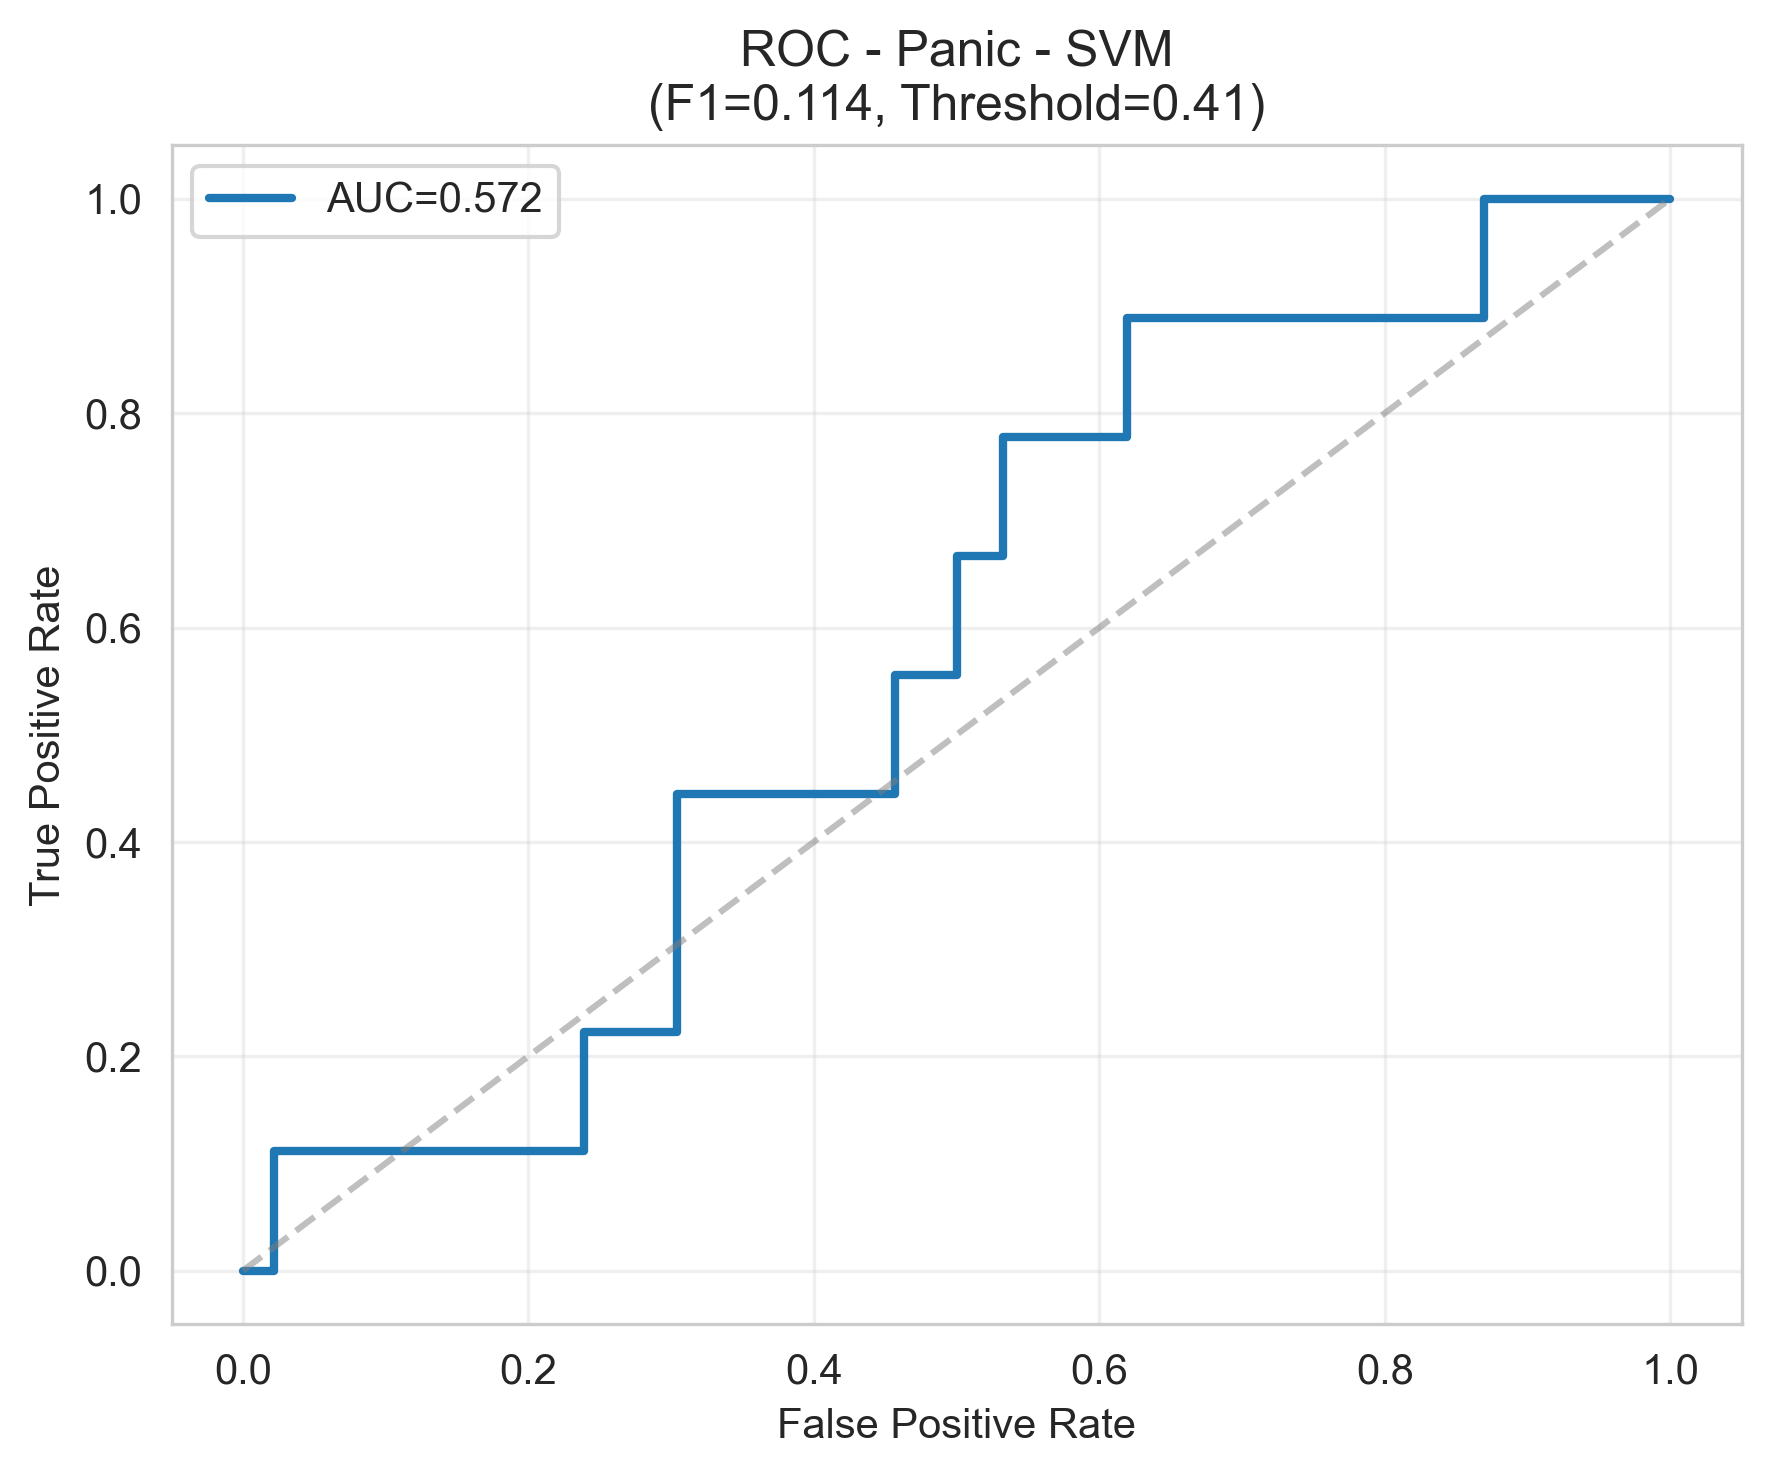 ROC - Panic - SVM
(F1=0.114, Threshold=0.41)
AUC=0.572
1.0
0.8
0.6
0.4
0.2
0.0
True Positive Rate
0.0 0.2 0.4 0.6 0.8 1.0
False Positive Rate